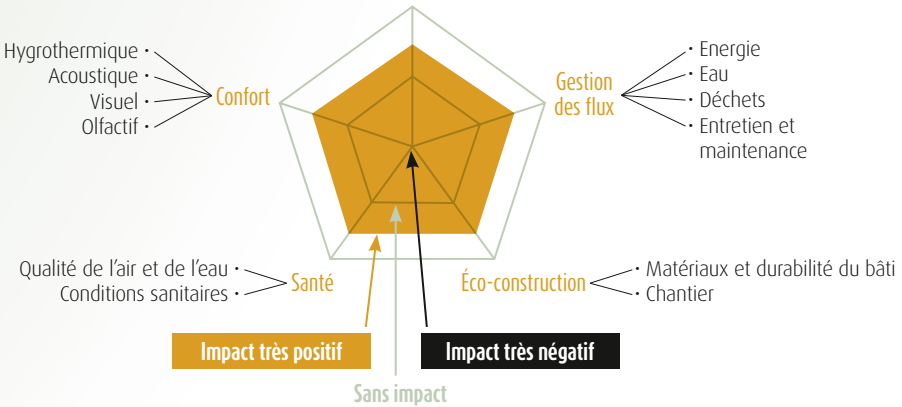 Hygrothermique •
Acoustique •
Visuel •
Olfactif •
Confort
Gestion
des flux
• Energie
• Eau
• Déchets
• Entretien et
maintenance
Qualité de l'air et de l'eau •
Conditions sanitaires •
Santé
Éco-construction
• Matériaux et durabilité du bâti
• Chantier
Impact très positif
Impact très négatif
Sans impact